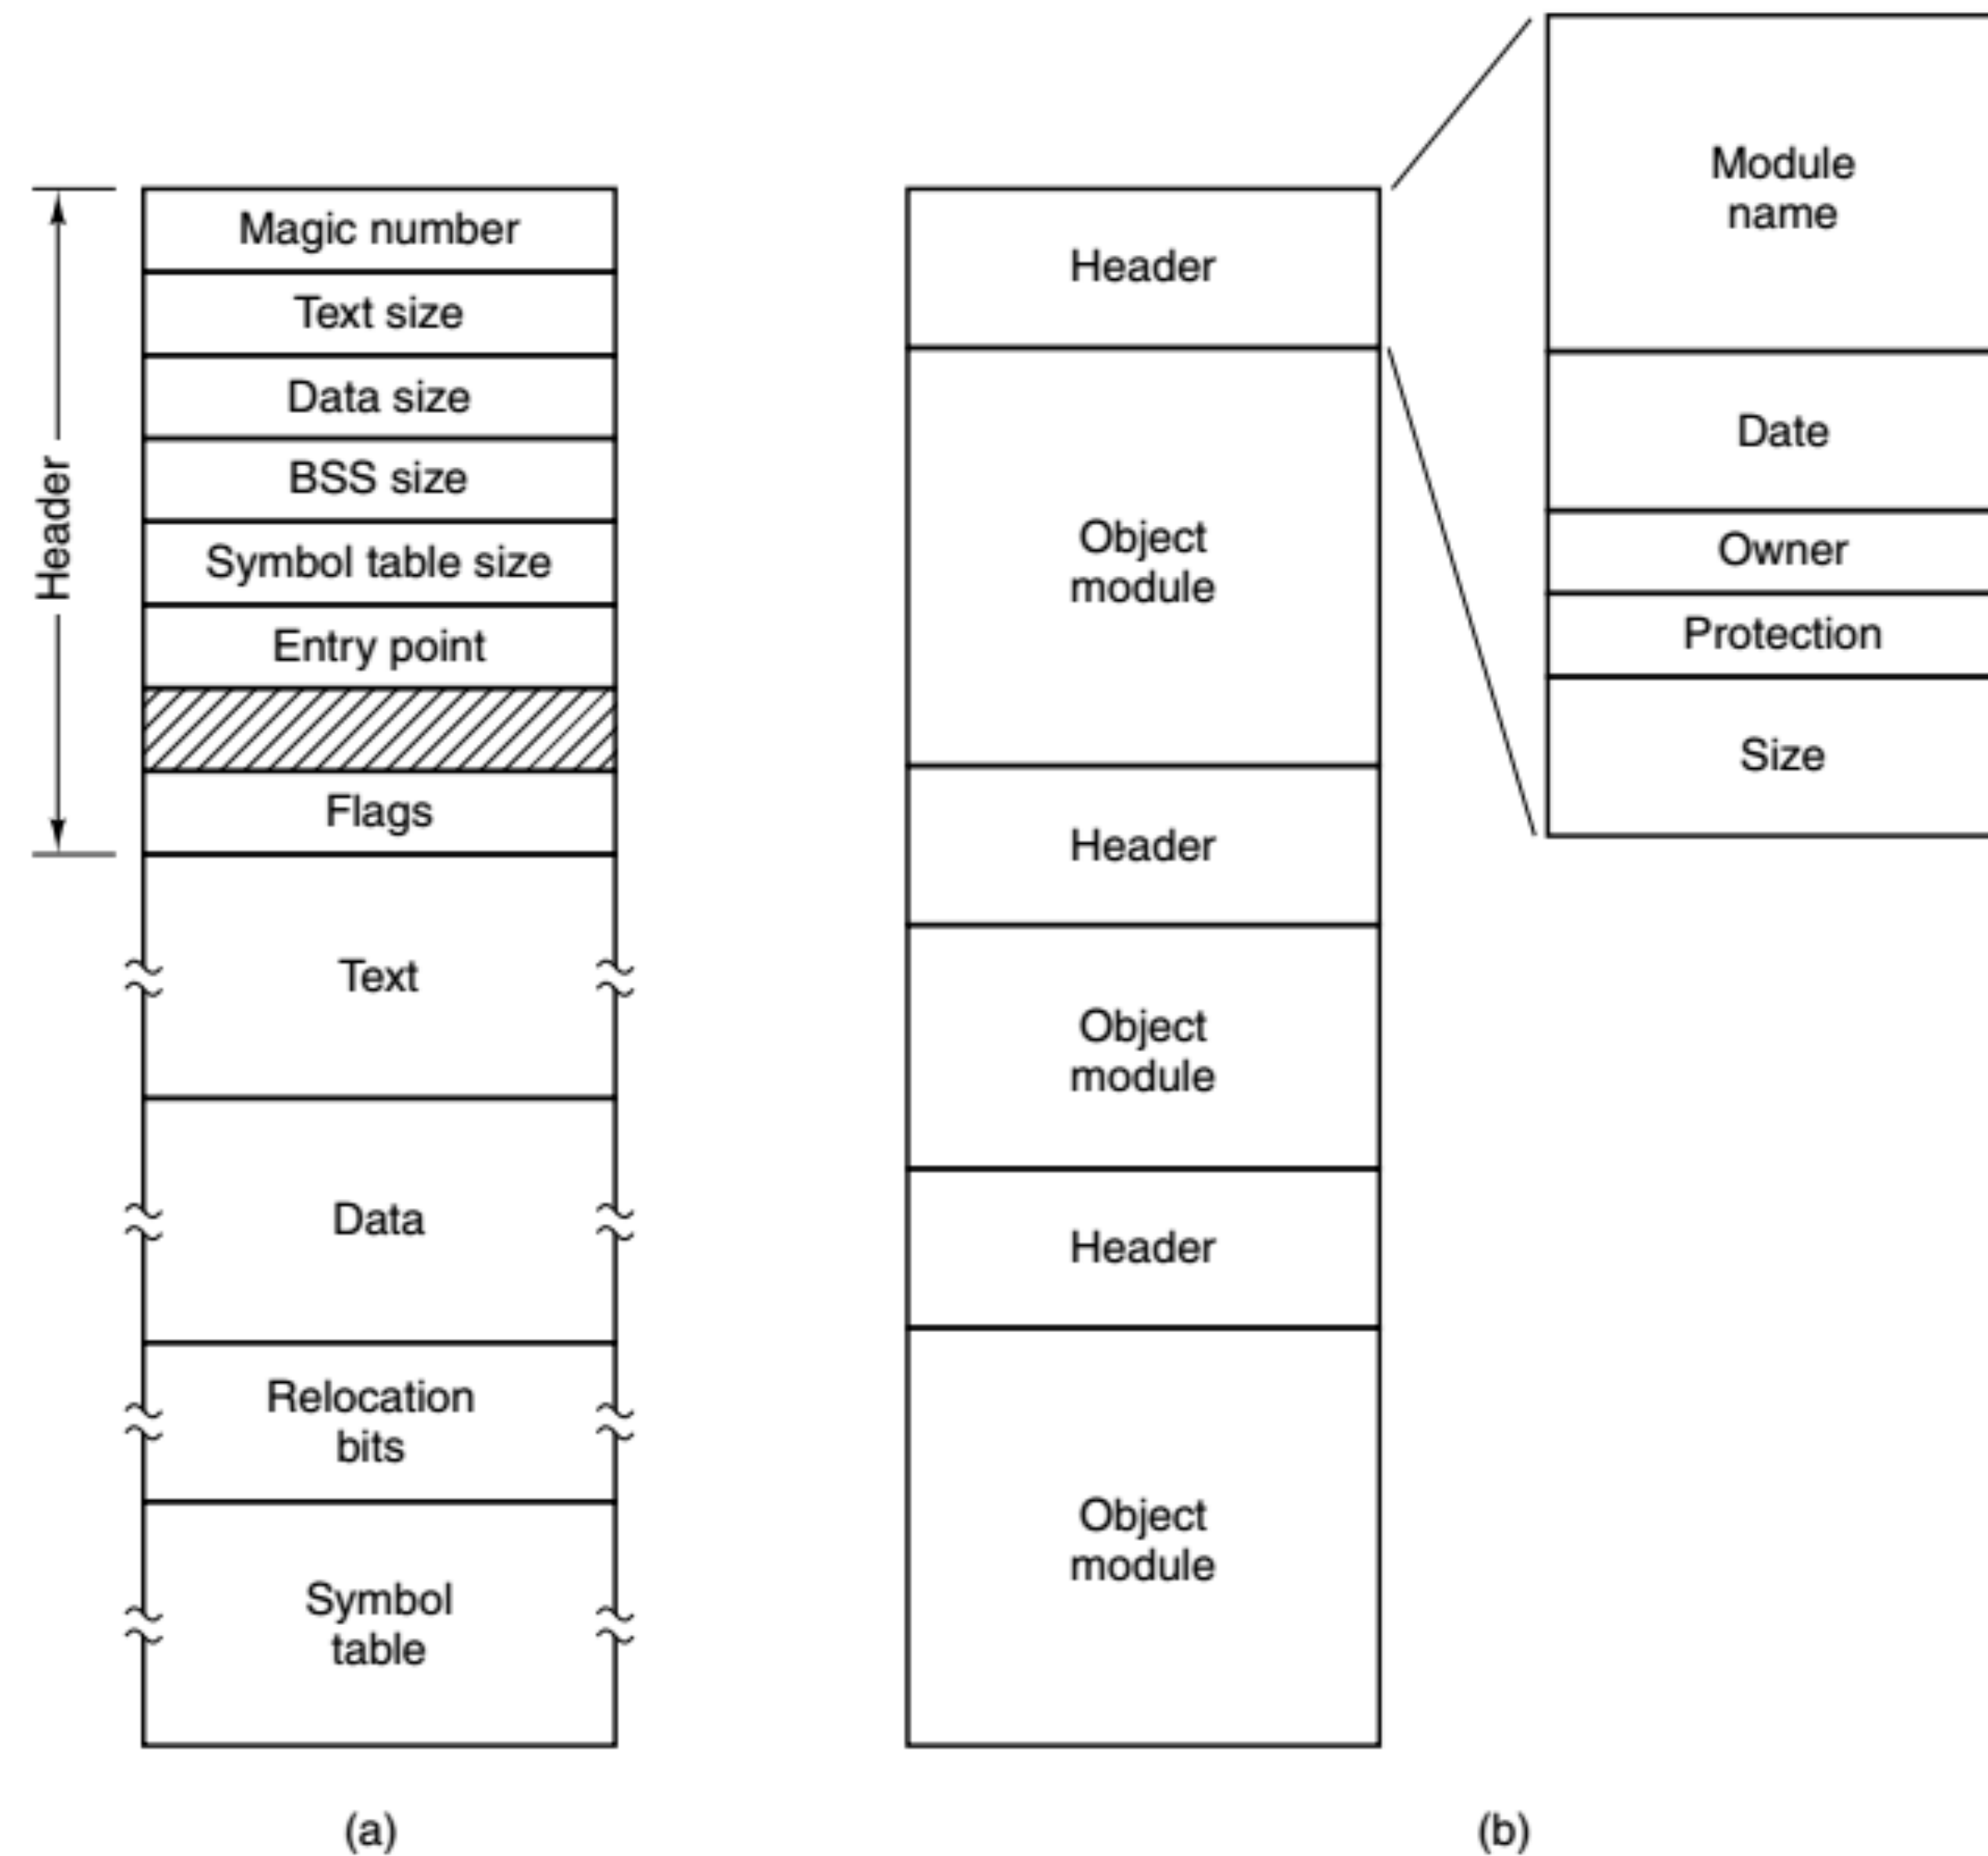 Header
Magic number
Text size
Data size
BSS size
Symbol table size
Entry point
Flags
Text
Data
Relocation
bits
Symbol
table
(a)
Header
Object
module
Header
Object
module
Header
Object
module
Module
name
Date
Owner
Protection
Size
(b)